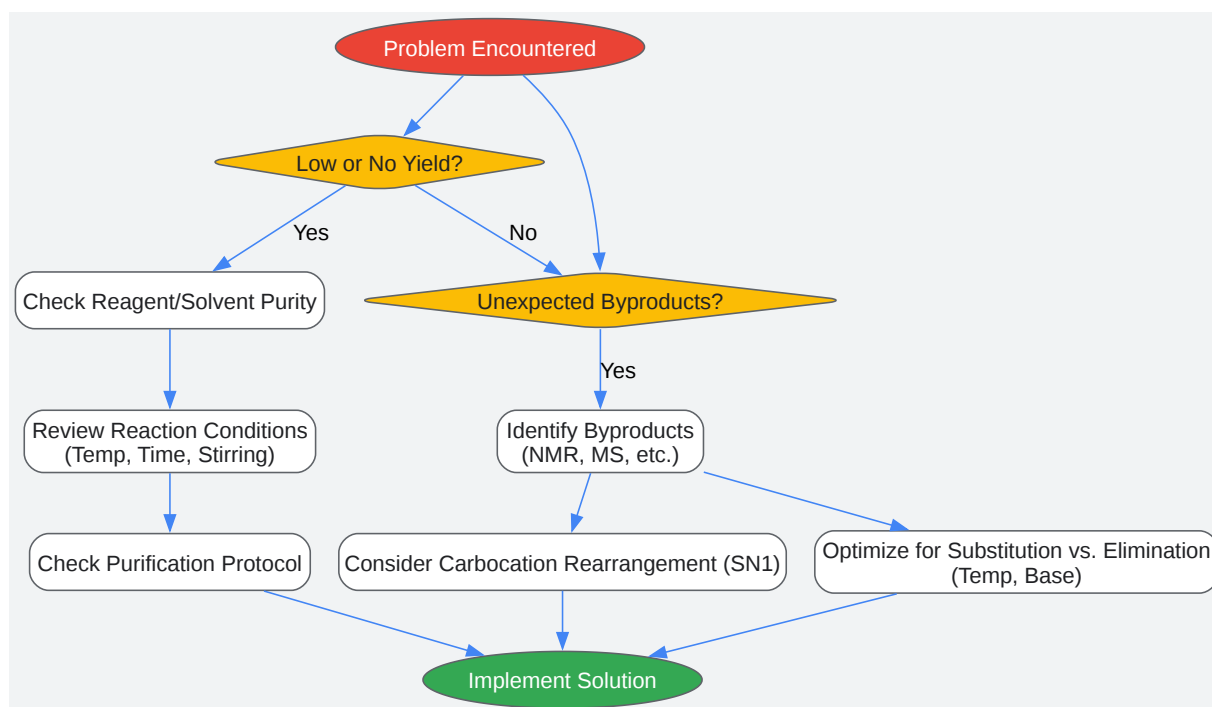 Problem Encountered
Low or No Yield?
Yes
No
Check Reagent/Solvent Purity
Unexpected Byproducts?
Yes
Review Reaction Conditions
(Temp, Time, Stirring)
Identify Byproducts
(NMR, MS, etc.)
Check Purification Protocol
Consider Carbocation Rearrangement (SN1)
Optimize for Substitution vs. Elimination
(Temp, Base)
Implement Solution